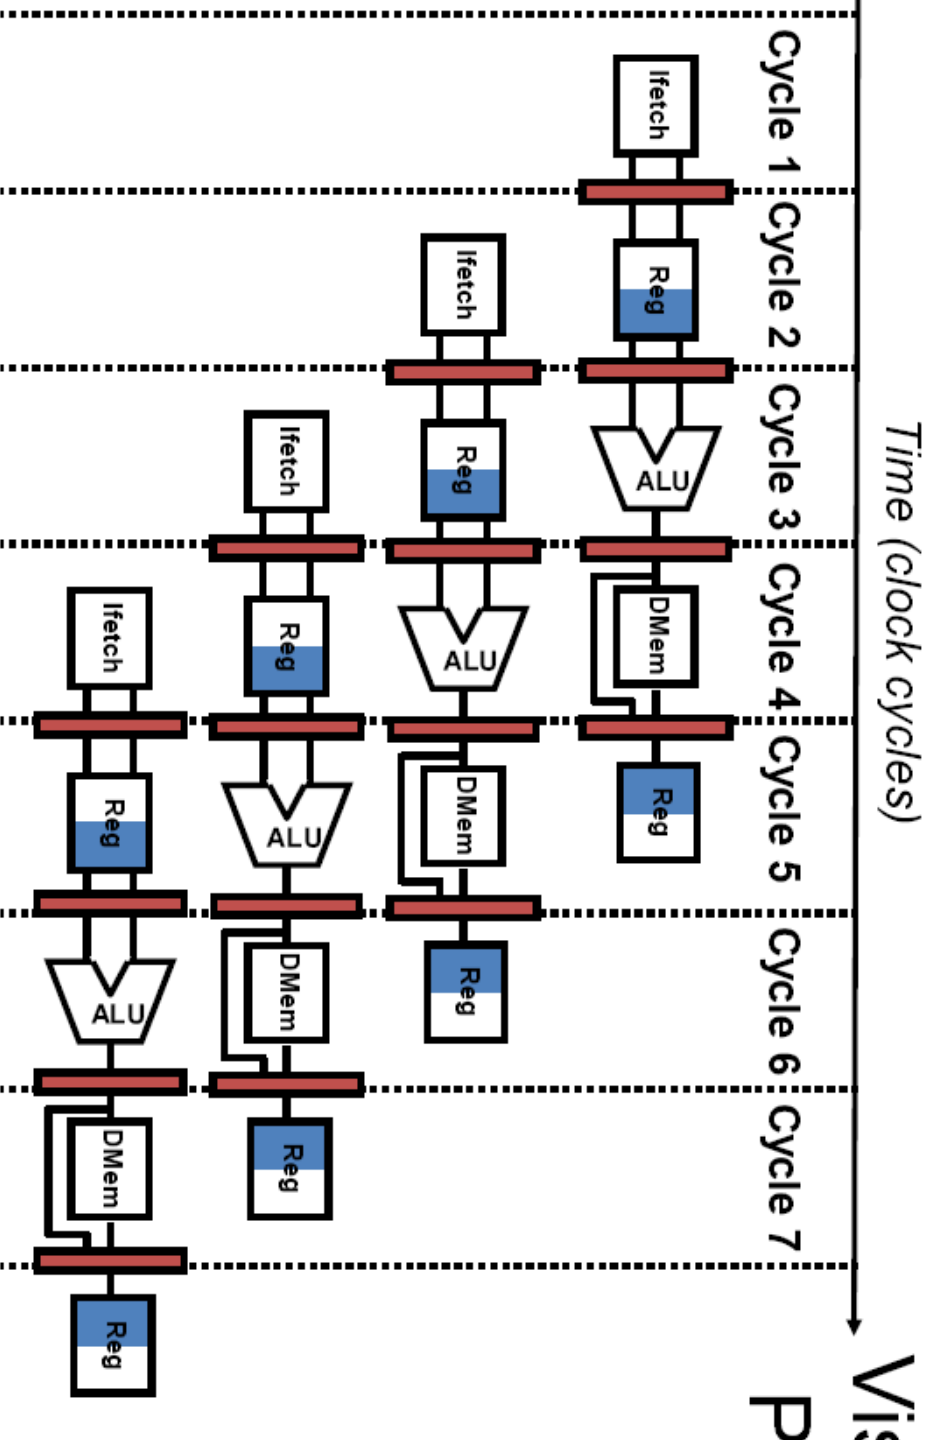 Vis
P
Time (clock cycles)
Cycle 1 Cycle 2 Cycle 3 Cycle 4 Cycle 5 Cycle 6 Cycle 7
Ifetch Reg ALU DMem Reg
Ifetch Reg ALU DMem Reg
Ifetch Reg ALU DMem Reg
Ifetch Reg ALU DMem Reg